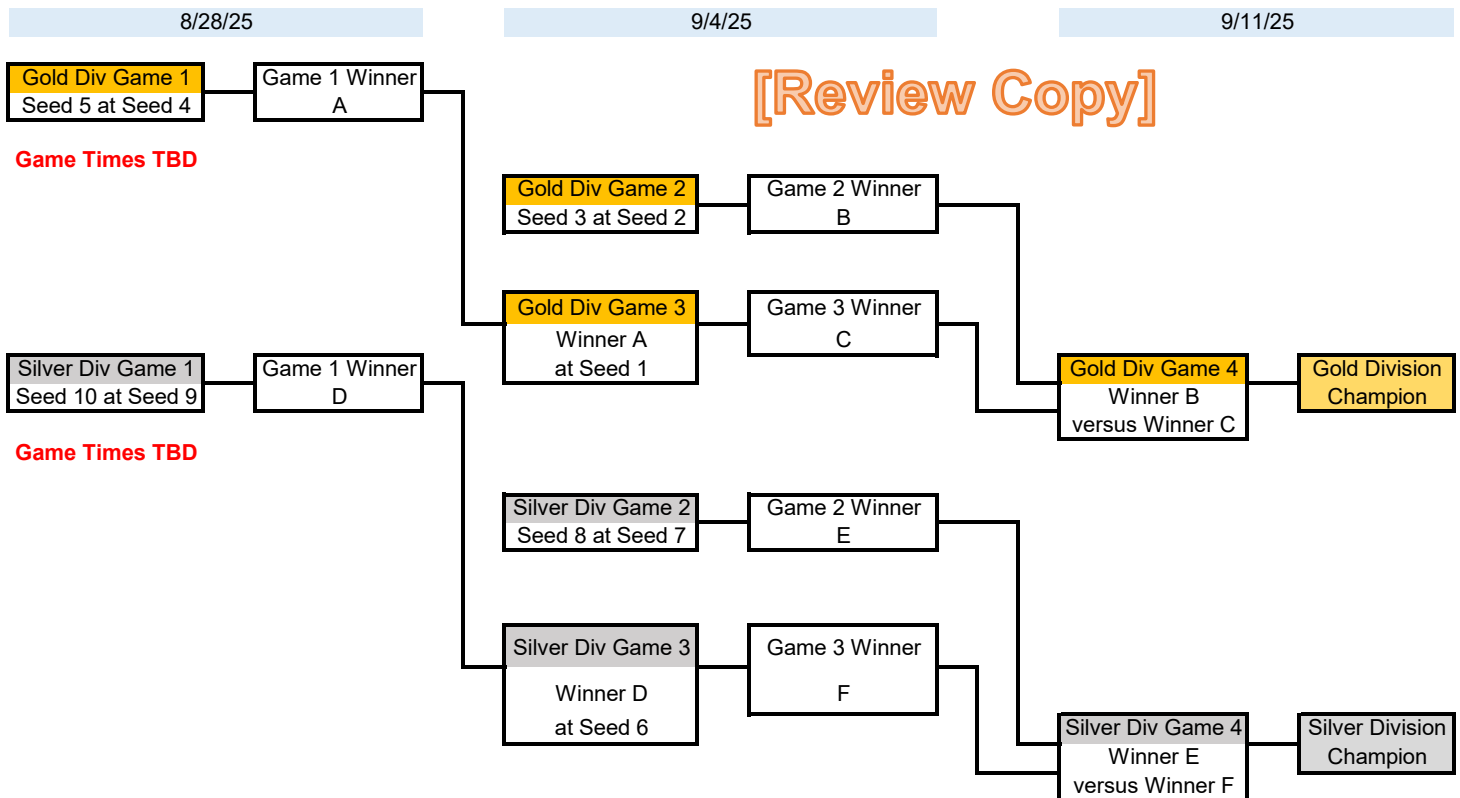 8/28/25
9/4/25
9/11/25
[Review Copy]
Gold Div Game 1
Seed 5 at Seed 4
Game 1 Winner
A
Game Times TBD
Gold Div Game 2
Seed 3 at Seed 2
Game 2 Winner
B
Gold Div Game 3
Winner A
at Seed 1
Game 3 Winner
C
Silver Div Game 1
Seed 10 at Seed 9
Game 1 Winner
D
Gold Div Game 4
Winner B
versus Winner C
Gold Division
Champion
Game Times TBD
Silver Div Game 2
Seed 8 at Seed 7
Game 2 Winner
E
Silver Div Game 3
Winner D
at Seed 6
Game 3 Winner
F
Silver Div Game 4
Winner E
versus Winner F
Silver Division
Champion